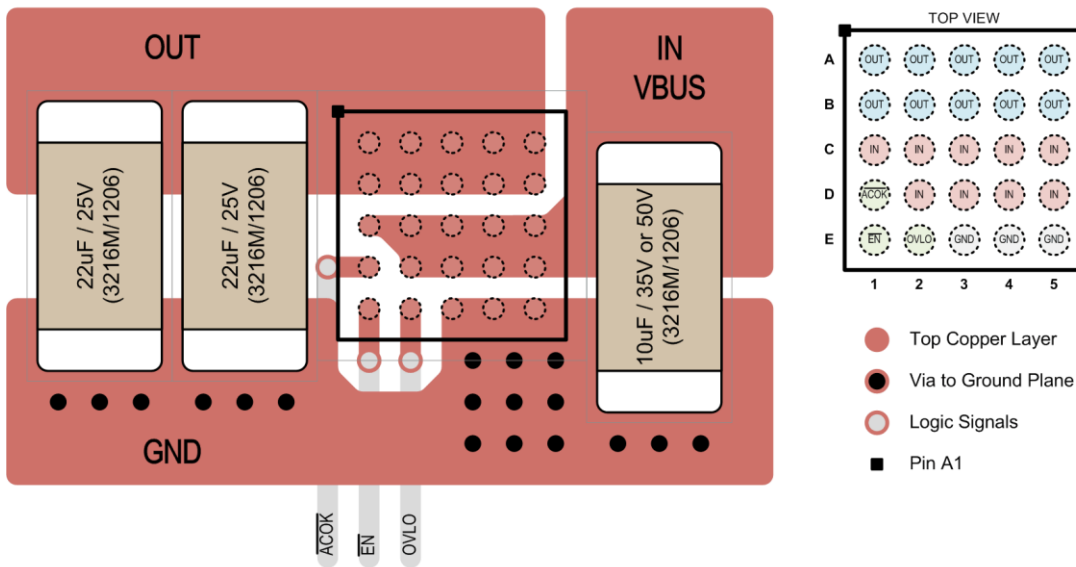 OUT
IN
VBUS
22uF / 25V
(3216M/1206)
22uF / 25V
(3216M/1206)
10uF / 35V or 50V
(3216M/1206)
GND
ACOK
EN
OVLO
TOP VIEW
A OUT OUT OUT OUT OUT
B OUT OUT OUT OUT OUT
C IN IN IN IN IN
D ACOK IN IN IN IN
E EN OVLO GND GND GND
1 2 3 4 5
Top Copper Layer
Via to Ground Plane
Logic Signals
Pin A1